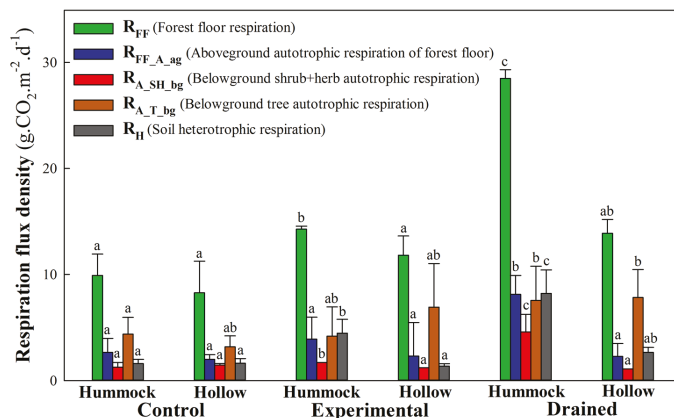 R_FF (Forest floor respiration)
R_FF_A_ag (Aboveground autotrophic respiration of forest floor)
R_A_SH_bg (Belowground shrub+herb autotrophic respiration)
R_A_T_bg (Belowground tree autotrophic respiration)
R_H (Soil heterotrophic respiration)
Respiration flux density (g.CO₂.m⁻².d⁻¹)
30
20
10
0
a a a a a
a a a ab a
b a b a b
a a a ab a
c b c b c
ab a a b ab
Hummock Hollow Hummock Hollow Hummock Hollow
Control Experimental Drained